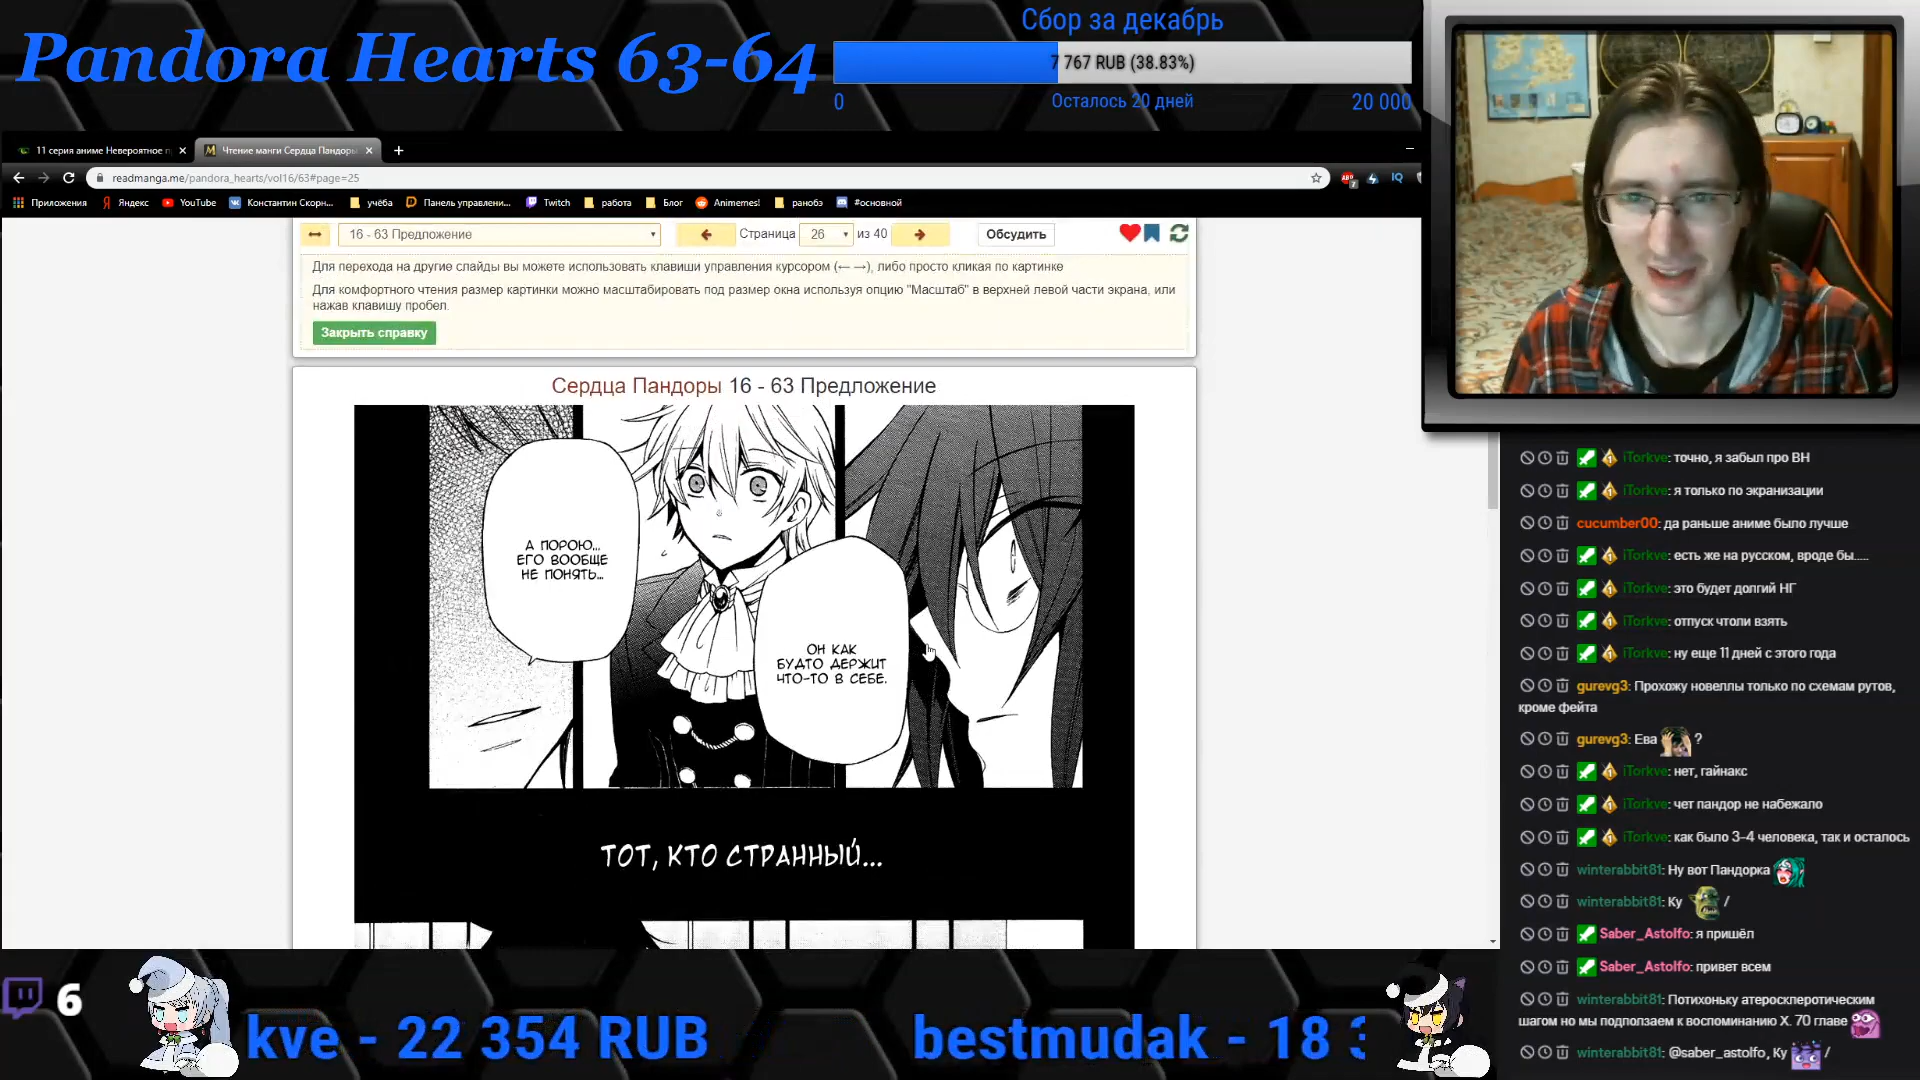 Pandora Hearts 63-64
Сбор за декабрь
7 767 RUB (38.83%)
0
Осталось 20 дней
20 000
11 серия аниме Невероятное п
Чтение манги Сердца Пандоры
readmanga.me/pandora_hearts/vol16/63#page=25
Приложения
Яндекс
YouTube
Константин Скорн...
учёба
Панель управлени...
Twitch
работа
Блог
Animemes!
ранобэ
#основной
16 - 63 Предложение
Страница 26 из 40
Обсудить
Для перехода на другие слайды вы можете использовать клавиши управления курсором (← →), либо просто кликая по картинке
Для комфортного чтения размер картинки можно масштабировать под размер окна используя опцию "Масштаб" в верхней левой части экрана, или
нажав клавишу пробел.
Закрыть справку
Сердца Пандоры 16 - 63 Предложение
А ПОРОЮ...
ЕГО ВООБЩЕ
НЕ ПОНЯТЬ...
ОН КАК
БУДТО ДЕРЖИТ
ЧТО-ТО В СЕБЕ.
ТОТ, КТО СТРАННЫЙ...
iTorkve: точно, я забыл про ВН
iTorkve: я только по экранизации
cucumber00: да раньше аниме было лучше
iTorkve: есть же на русском, вроде бы.....
iTorkve: это будет долгий НГ
iTorkve: отпуск чтоли взять
iTorkve: ну еще 11 дней с этого года
gurevg3: Прохожу новеллы только по схемам рутов,
кроме фейта
gurevg3: Ева ?
iTorkve: нет, гайнакс
iTorkve: чет пандор не набежало
iTorkve: как было 3-4 человека, так и осталось
winterabbit81: Ну вот Пандорка
winterabbit81: Ку /
Saber_Astolfo: я пришёл
Saber_Astolfo: привет всем
winterabbit81: Потихоньку атеросклеротическим
шагом но мы подползаем к воспоминанию Х. 70 главе
winterabbit81: @saber_astolfo, Ку /
6
kve - 22 354 RUB
bestmudak - 18